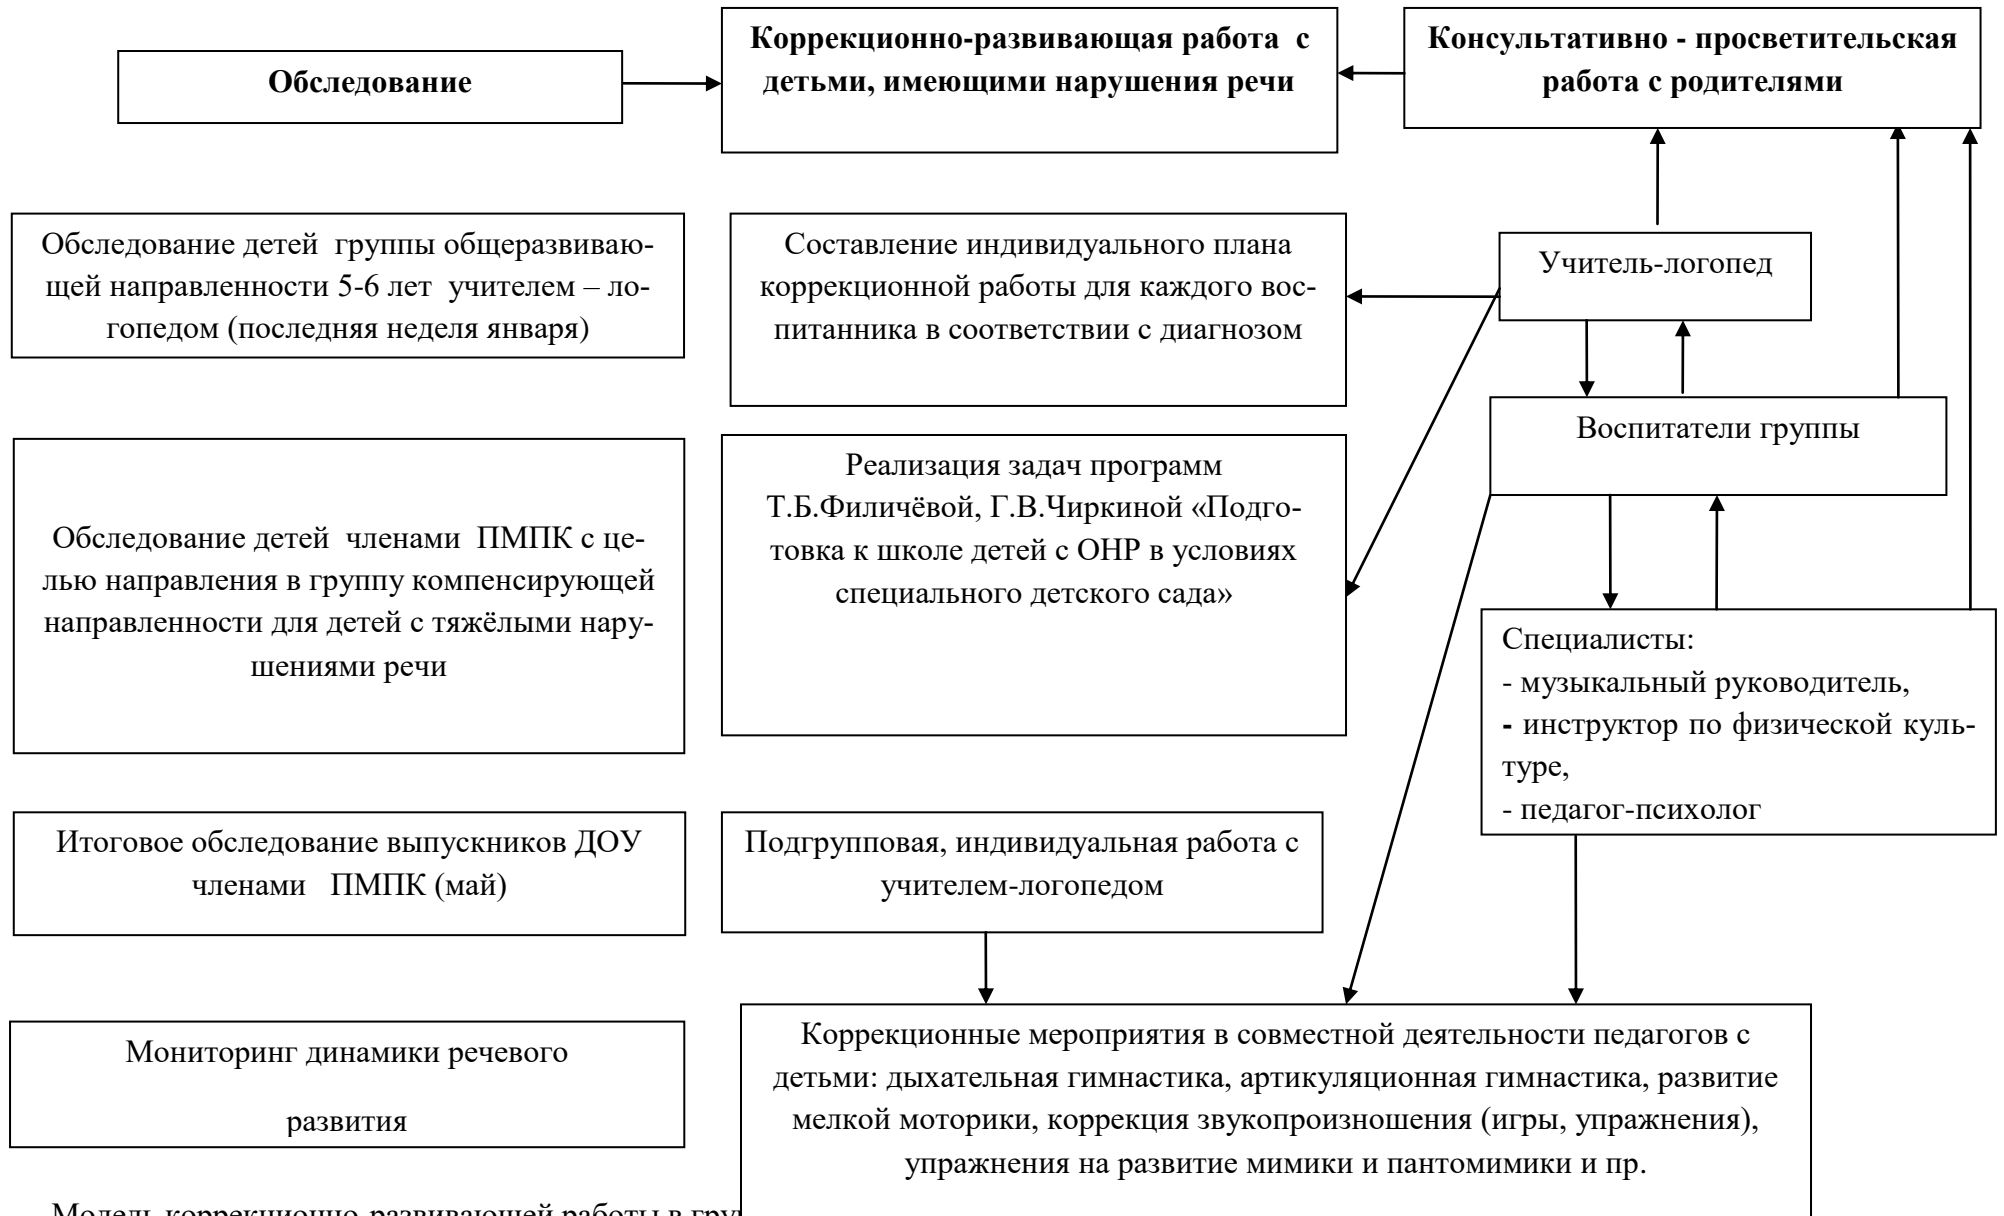 Обследование
Коррекционно-развивающая работа с
детьми, имеющими нарушения речи
Консультативно - просветительская
работа с родителями
Обследование детей группы общеразвиваю-
щей направленности 5-6 лет учителем – ло-
гопедом (последняя неделя января)
Составление индивидуального плана
коррекционной работы для каждого вос-
питанника в соответствии с диагнозом
Учитель-логопед
Воспитатели группы
Обследование детей членами ПМПК с це-
лью направления в группу компенсирующей
направленности для детей с тяжёлыми нару-
шениями речи
Реализация задач программ
Т.Б.Филичёвой, Г.В.Чиркиной «Подго-
товка к школе детей с ОНР в условиях
специального детского сада»
Специалисты:
- музыкальный руководитель,
- инструктор по физической куль-
туре,
- педагог-психолог
Итоговое обследование выпускников ДОУ
членами ПМПК (май)
Подгрупповая, индивидуальная работа с
учителем-логопедом
Мониторинг динамики речевого
развития
Коррекционные мероприятия в совместной деятельности педагогов с
детьми: дыхательная гимнастика, артикуляционная гимнастика, развитие
мелкой моторики, коррекция звукопроизношения (игры, упражнения),
упражнения на развитие мимики и пантомимики и пр.
Модель коррекционно-развивающей работы в